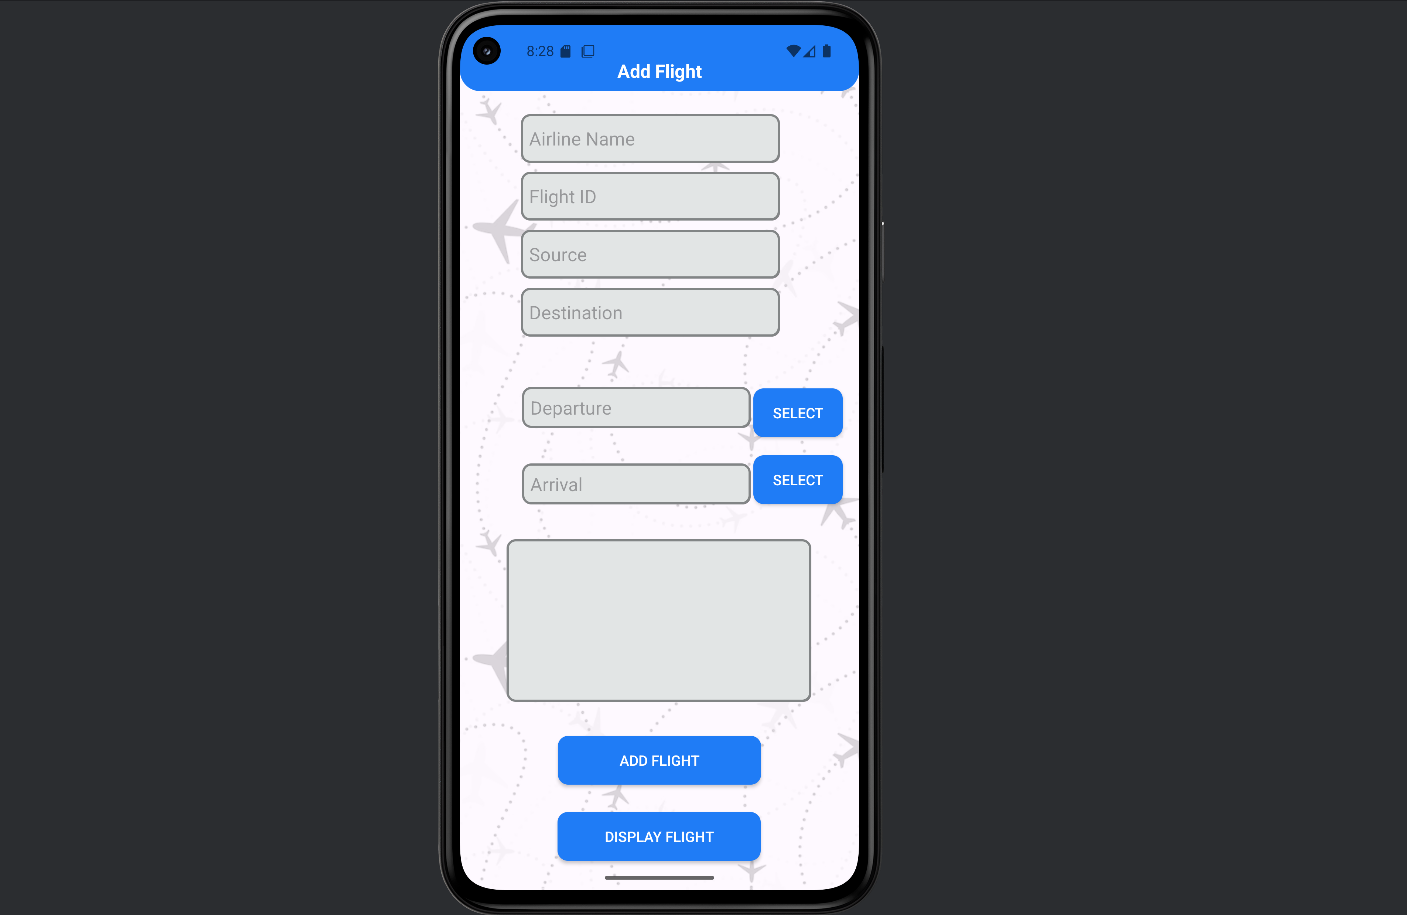 8:28
Add Flight
Airline Name
Flight ID
Source
Destination
Departure
SELECT
Arrival
SELECT
ADD FLIGHT
DISPLAY FLIGHT